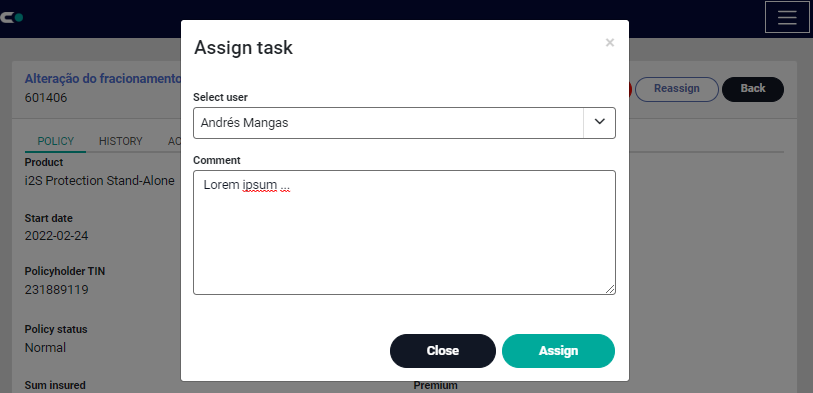 Assign task
×
Alteração do fracionamento
601406
Reassign
Back
Select user
Andrés Mangas
POLICY
HISTORY
AC
Product
i2S Protection Stand-Alone
Comment
Lorem ipsum ...
Start date
2022-02-24
Policyholder TIN
231889119
Policy status
Normal
Close
Assign
Sum insured
Premium